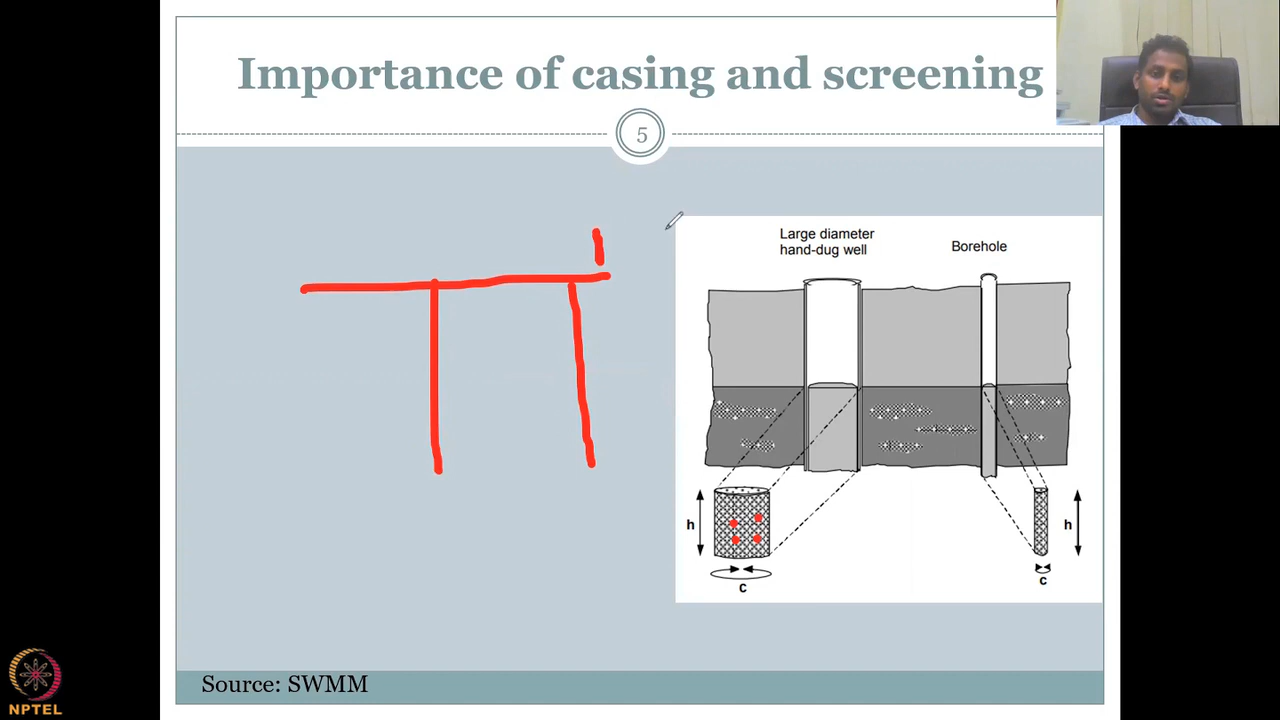 Importance of casing and screening
5
Large diameter
hand-dug well
Borehole
h
h
c
c
Source: SWMM
NPTEL